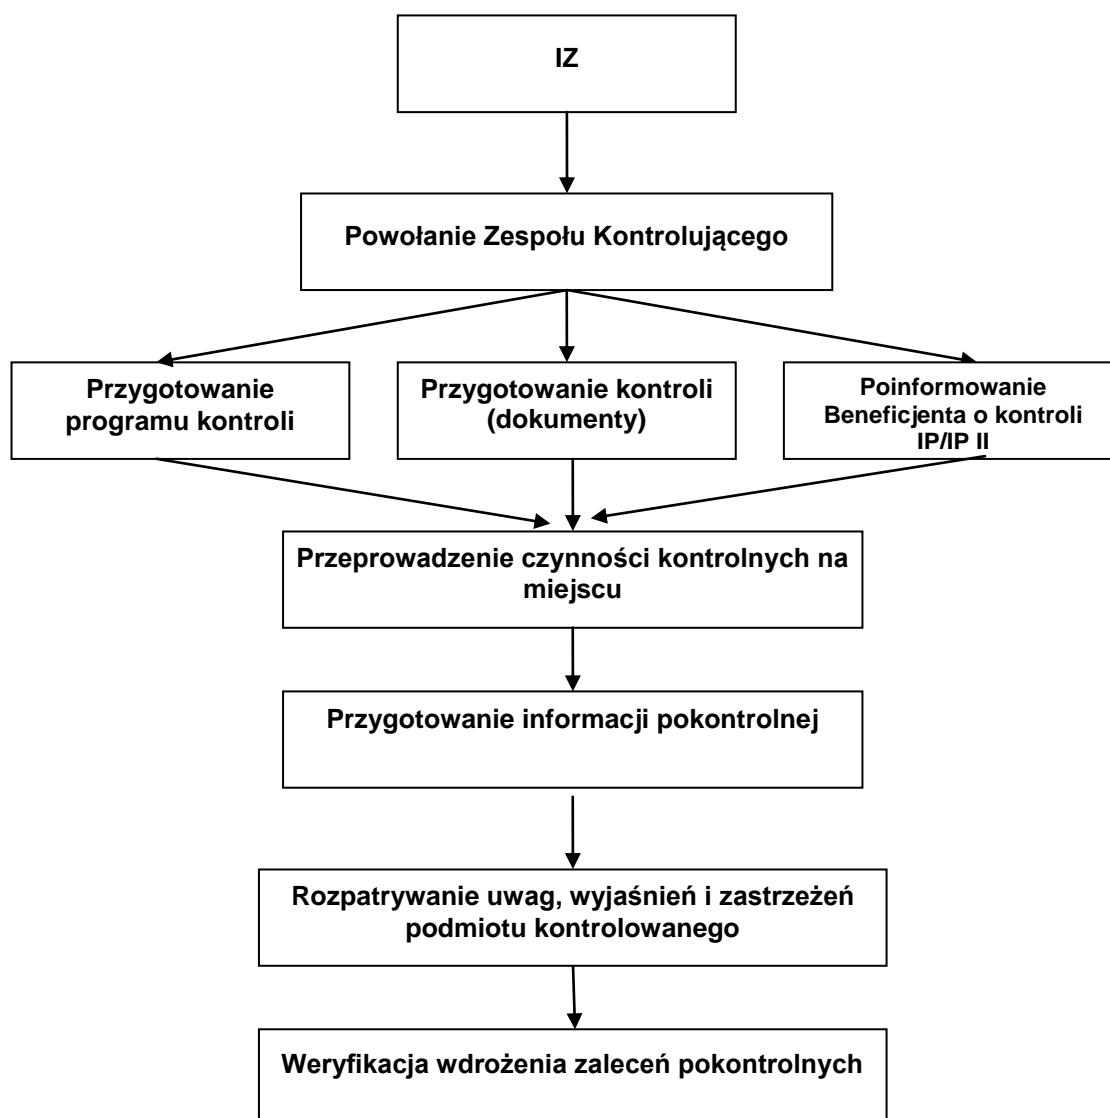 IZ
Powołanie Zespołu Kontrolującego
Przygotowanie
programu kontroli
Przygotowanie kontroli
(dokumenty)
Poinformowanie
Beneficjenta o kontroli
IP/IP II
Przeprowadzenie czynności kontrolnych na
miejscu
Przygotowanie informacji pokontrolnej
Rozpatrywanie uwag, wyjaśnień i zastrzeżeń
podmiotu kontrolowanego
Weryfikacja wdrożenia zaleceń pokontrolnych